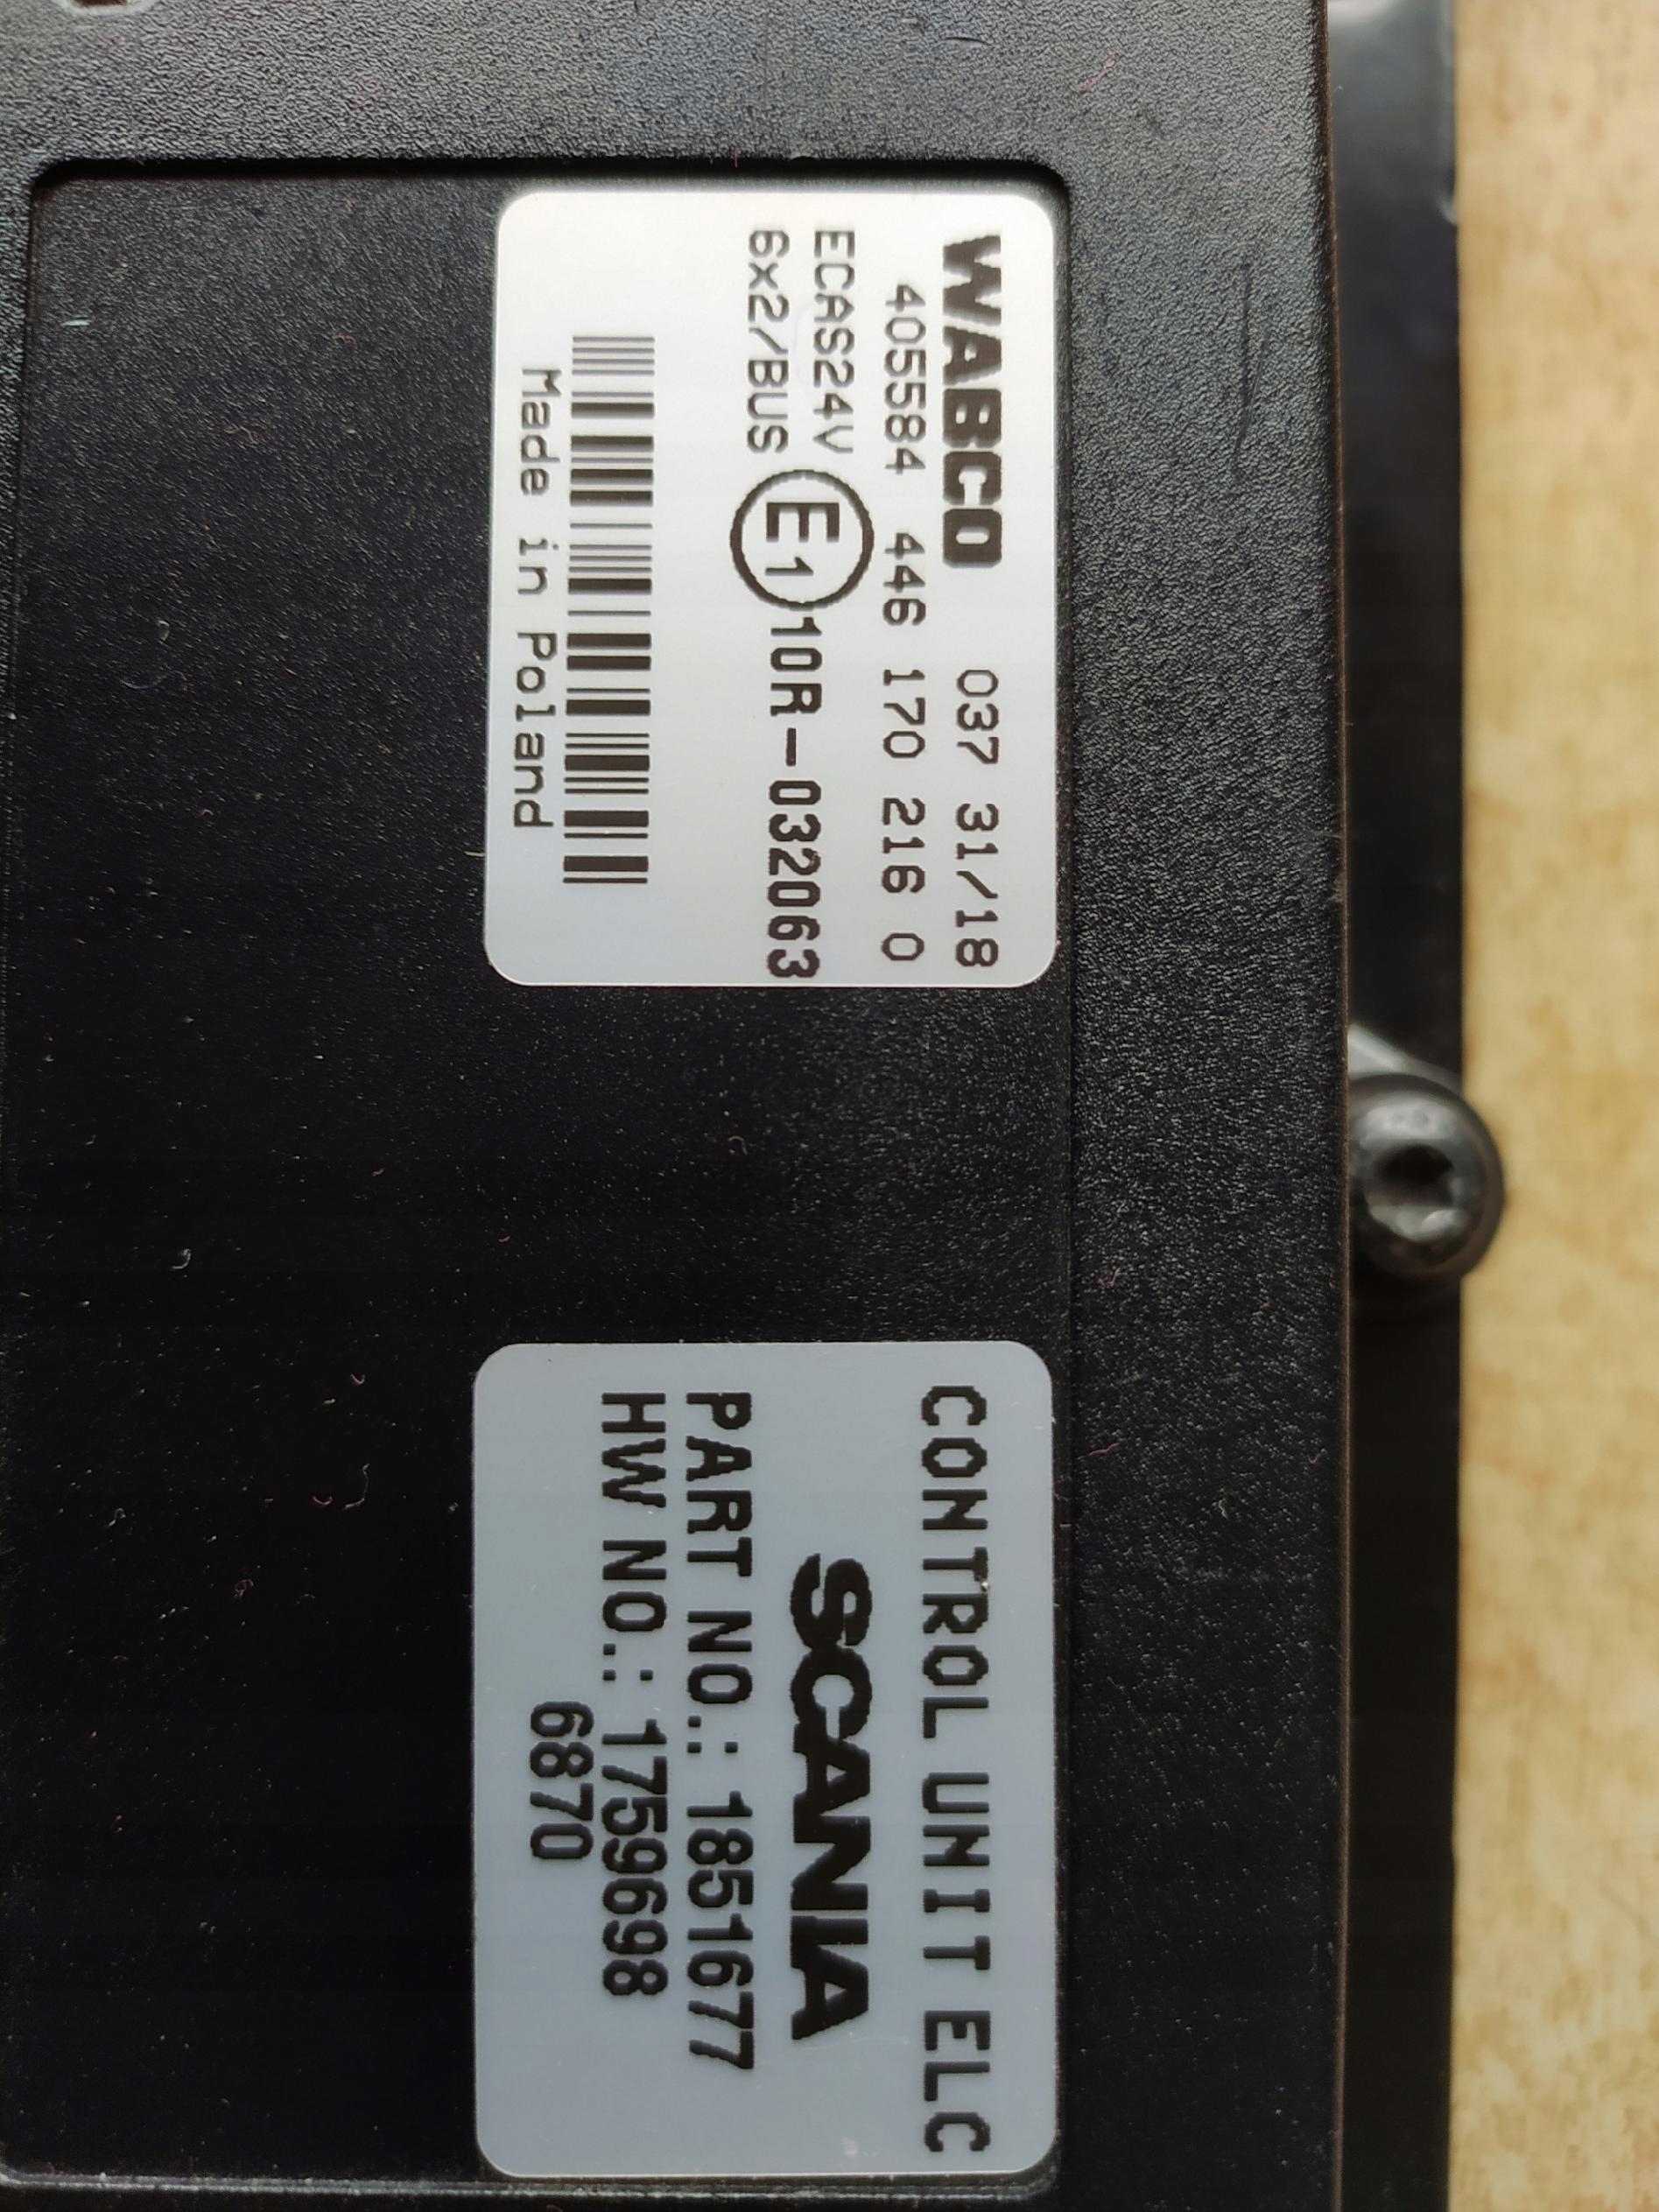 WABCO 037 31/18
405584 446 170 216 0
ECAS24V
6x2/BUS E1 10R-032063
Made in Poland
CONTROL UNIT ELC
SCANIA
PART NO.: 1851677
HW NO.: 1759698
6870